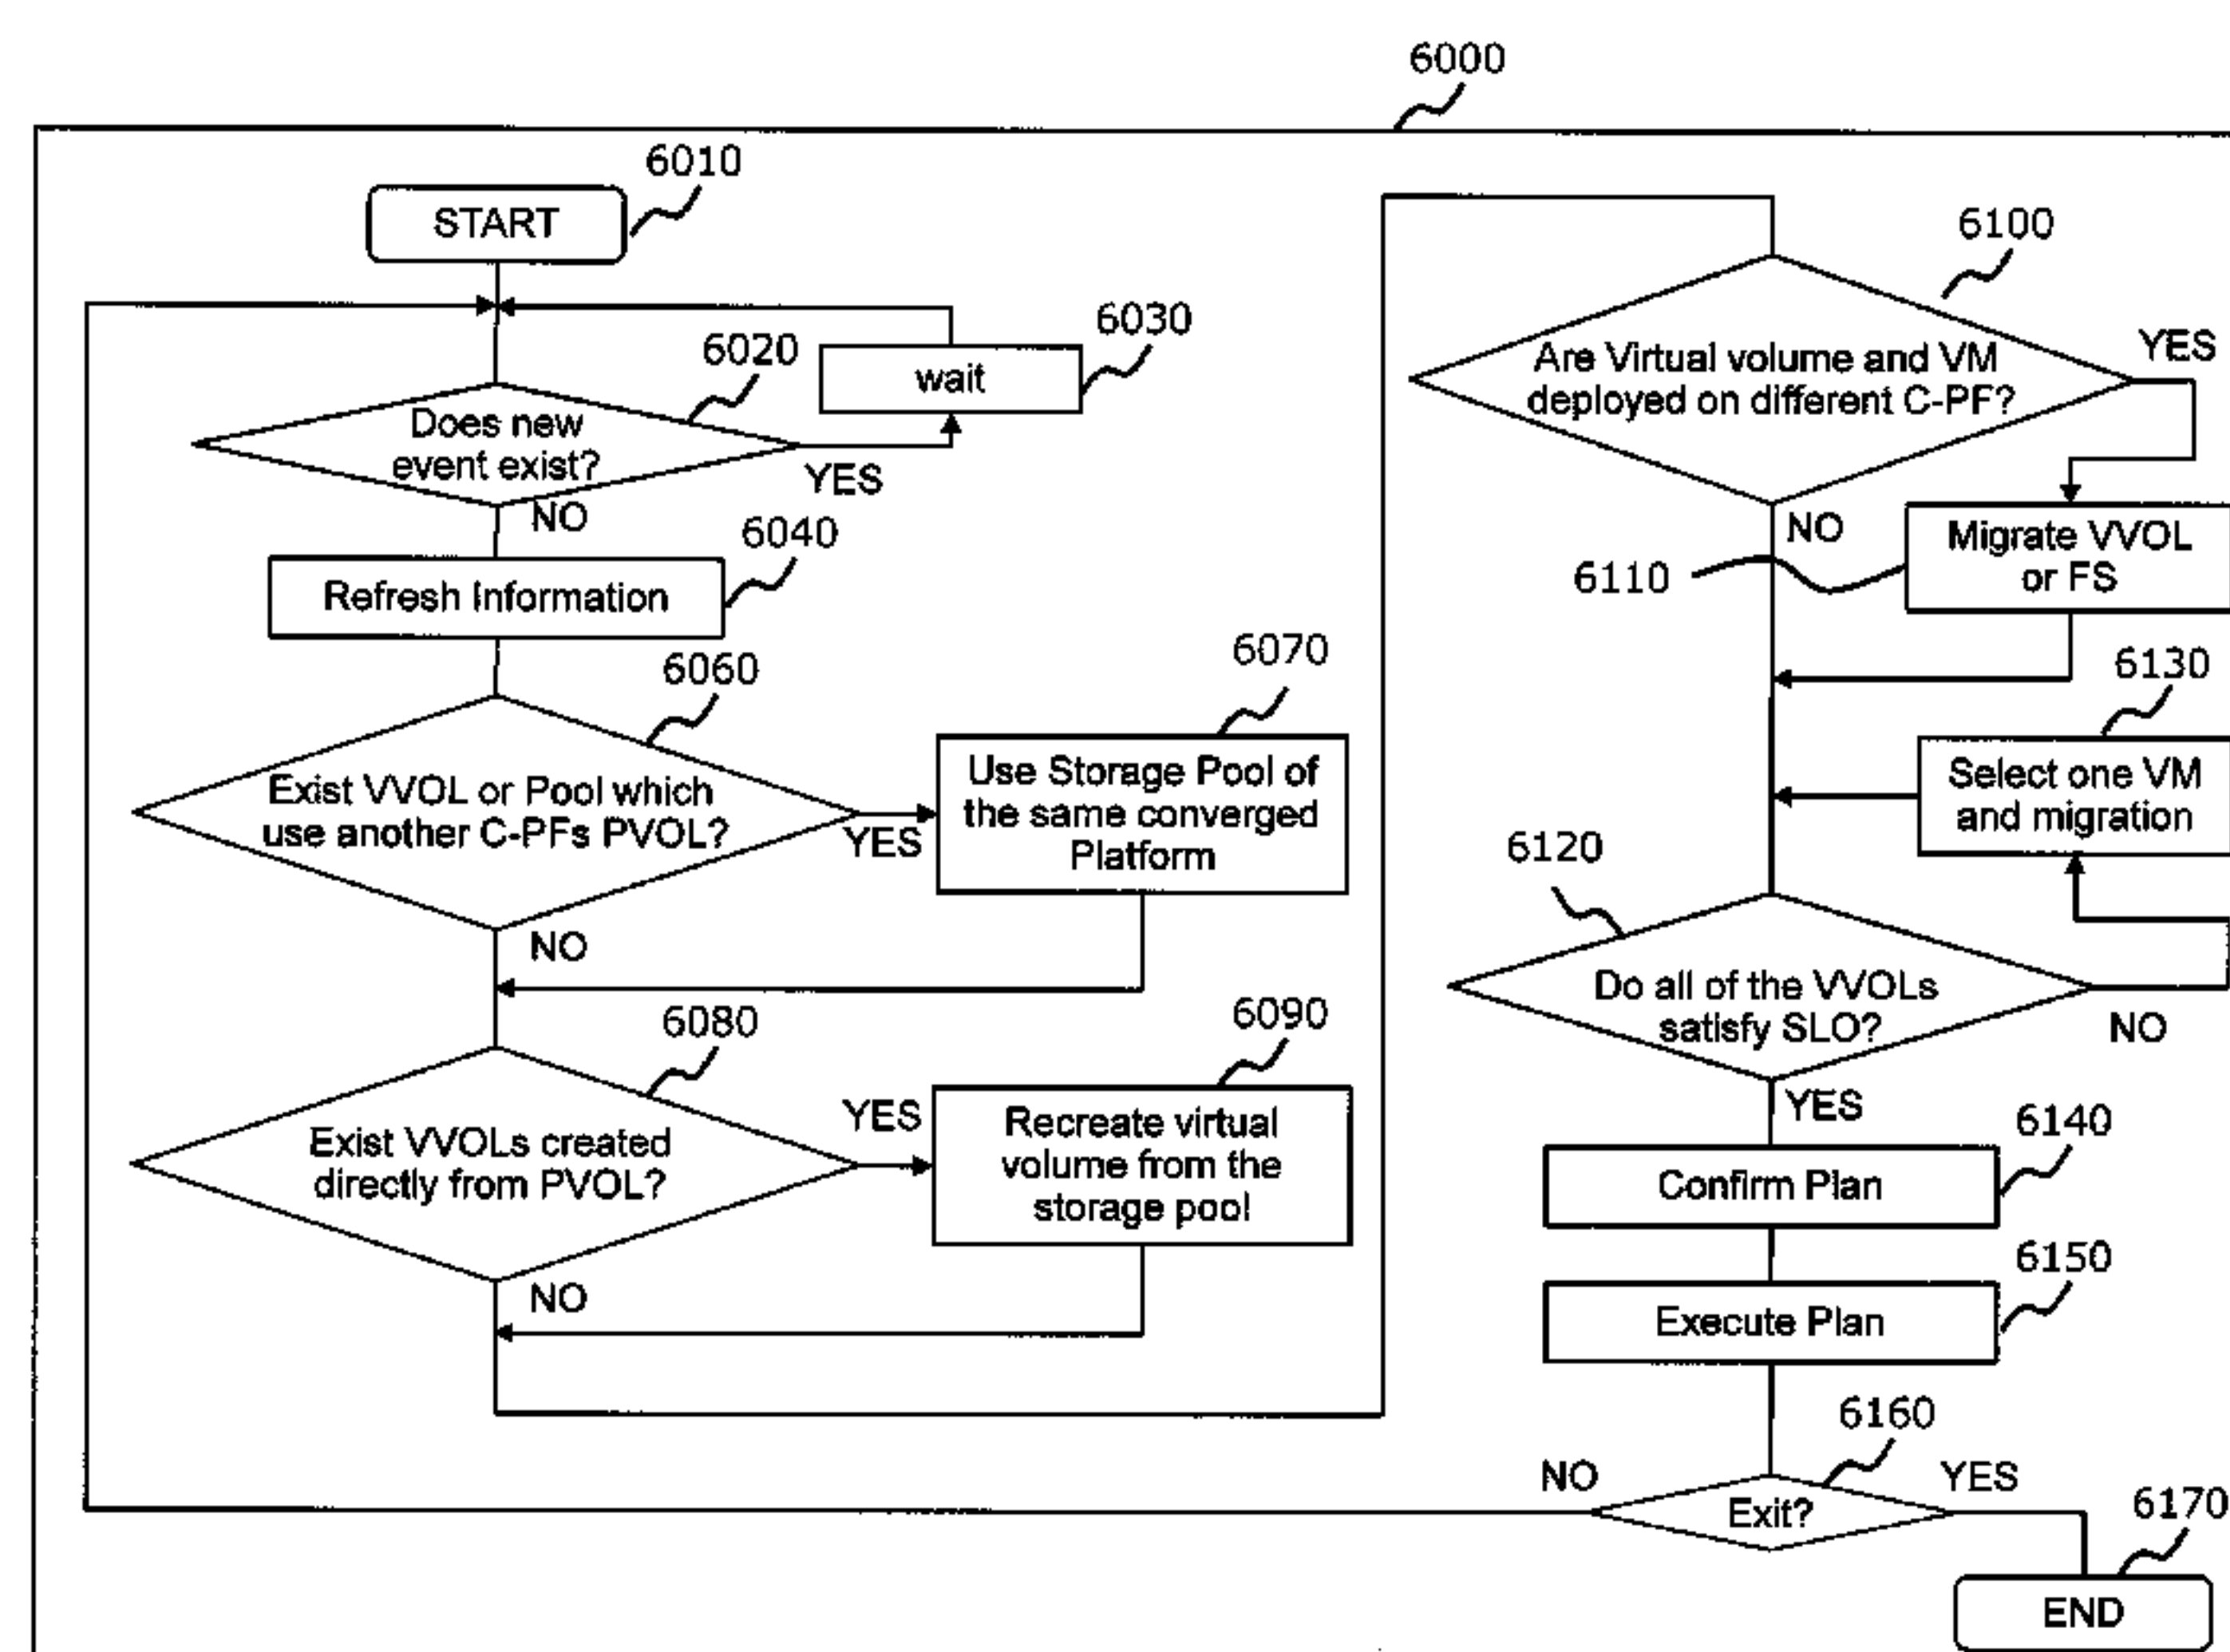 6000
6010
START
6030
6020
wait
Does new
event exist?
YES
NO
6040
Refresh Information
6060
6070
Exist VVOL or Pool which
use another C-PFs PVOL?
YES
Use Storage Pool of
the same converged
Platform
NO
6080
6090
Exist VVOLs created
directly from PVOL?
YES
Recreate virtual
volume from the
storage pool
NO
6100
Are Virtual volume and VM
deployed on different C-PF?
YES
NO
6110
Migrate VVOL
or FS
6130
Select one VM
and migration
6120
Do all of the VVOLs
satisfy SLO?
NO
YES
6140
Confirm Plan
6150
Execute Plan
6160
NO
Exit?
YES
6170
END